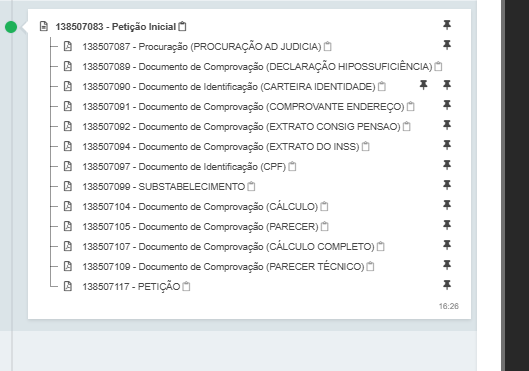 138507083 - Petição Inicial
138507087 - Procuração (PROCURAÇÃO AD JUDICIA)
138507089 - Documento de Comprovação (DECLARAÇÃO HIPOSSUFICIÊNCIA)
138507090 - Documento de Identificação (CARTEIRA IDENTIDADE)
138507091 - Documento de Comprovação (COMPROVANTE ENDEREÇO)
138507092 - Documento de Comprovação (EXTRATO CONSIG PENSAO)
138507094 - Documento de Comprovação (EXTRATO DO INSS)
138507097 - Documento de Identificação (CPF)
138507099 - SUBSTABELECIMENTO
138507104 - Documento de Comprovação (CÁLCULO)
138507105 - Documento de Comprovação (PARECER)
138507107 - Documento de Comprovação (CÁLCULO COMPLETO)
138507109 - Documento de Comprovação (PARECER TÉCNICO)
138507117 - PETIÇÃO
16:26